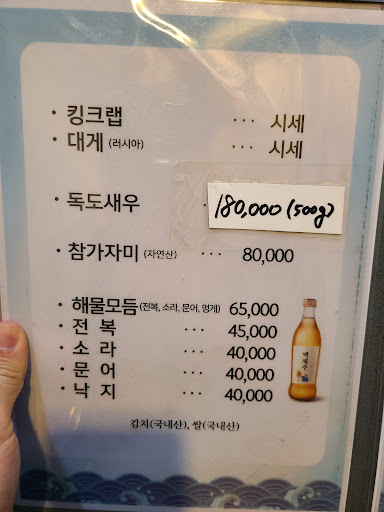 · 킹크랩 ··· 시세
· 대게 (러시아) ··· 시세
· 독도새우 · 180,000 (500g)
· 참가자미 (자연산) ··· 80,000
· 해물모듬 (전복, 소라, 문어, 멍게) 65,000
· 전 복 ··· 45,000
· 소 라 ··· 40,000
· 문 어 ··· 40,000
· 낙 지 ··· 40,000
백세주
김치(국내산), 쌀(국내산)